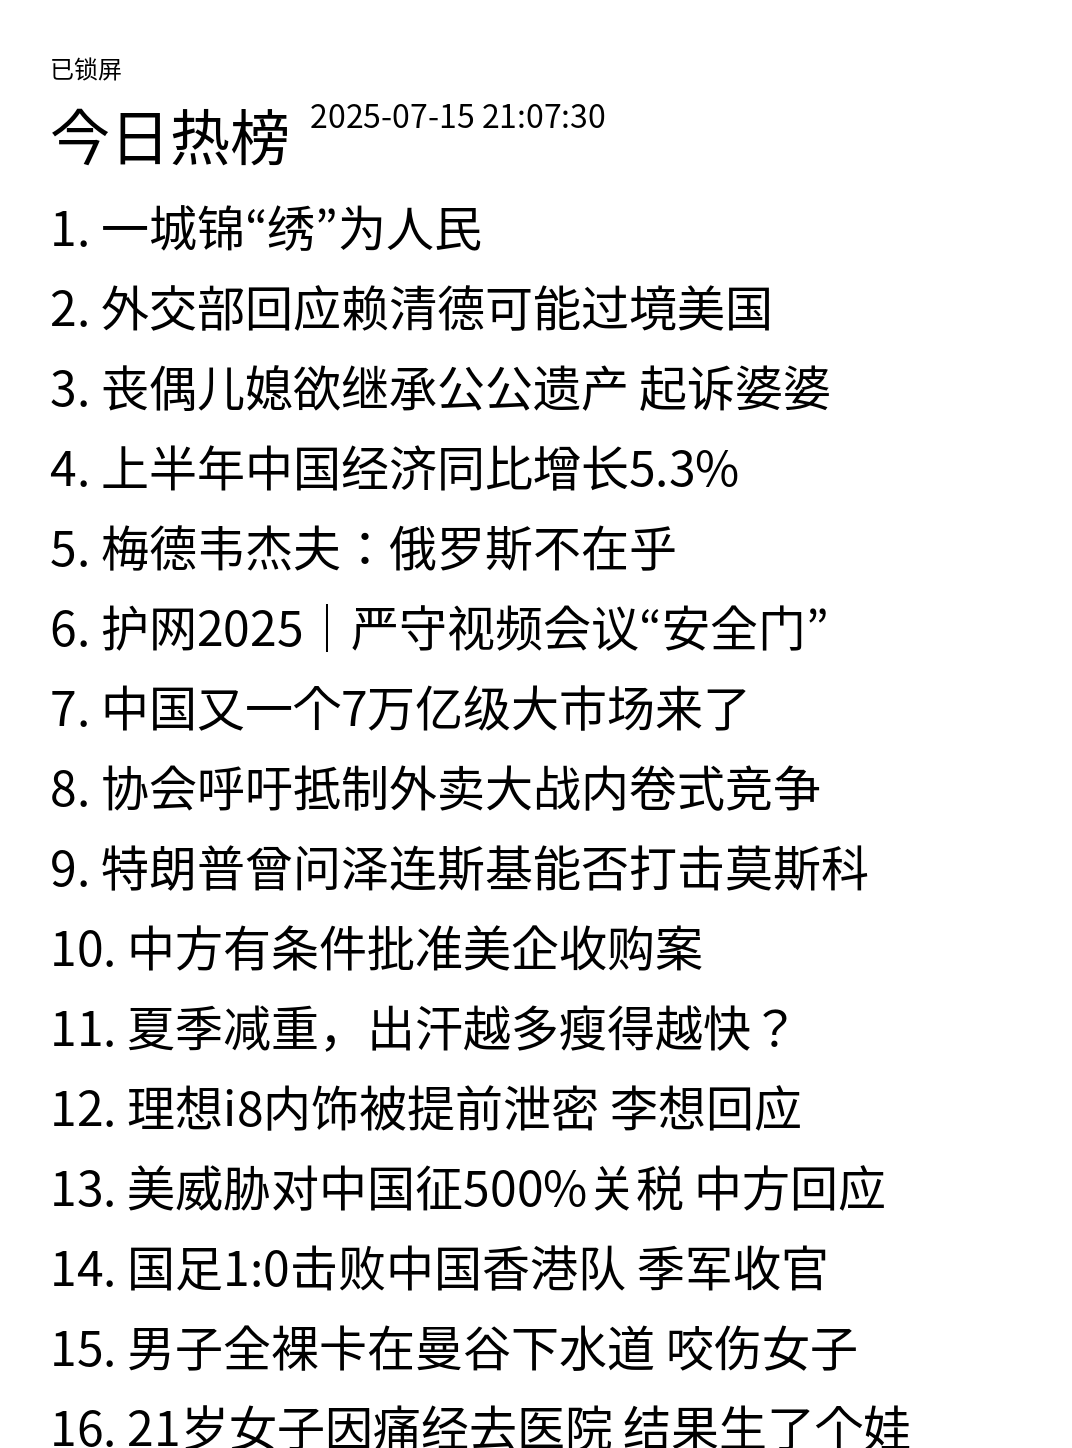 已锁屏
今日热榜 2025-07-15 21:07:30
1. 一城锦“绣”为人民
2. 外交部回应赖清德可能过境美国
3. 丧偶儿媳欲继承公公遗产 起诉婆婆
4. 上半年中国经济同比增长5.3%
5. 梅德韦杰夫：俄罗斯不在乎
6. 护网2025｜严守视频会议“安全门”
7. 中国又一个7万亿级大市场来了
8. 协会呼吁抵制外卖大战内卷式竞争
9. 特朗普曾问泽连斯基能否打击莫斯科
10. 中方有条件批准美企收购案
11. 夏季减重，出汗越多瘦得越快？
12. 理想i8内饰被提前泄密 李想回应
13. 美威胁对中国征500%关税 中方回应
14. 国足1:0击败中国香港队 季军收官
15. 男子全裸卡在曼谷下水道 咬伤女子
16. 21岁女子因痛经去医院 结果生了个娃